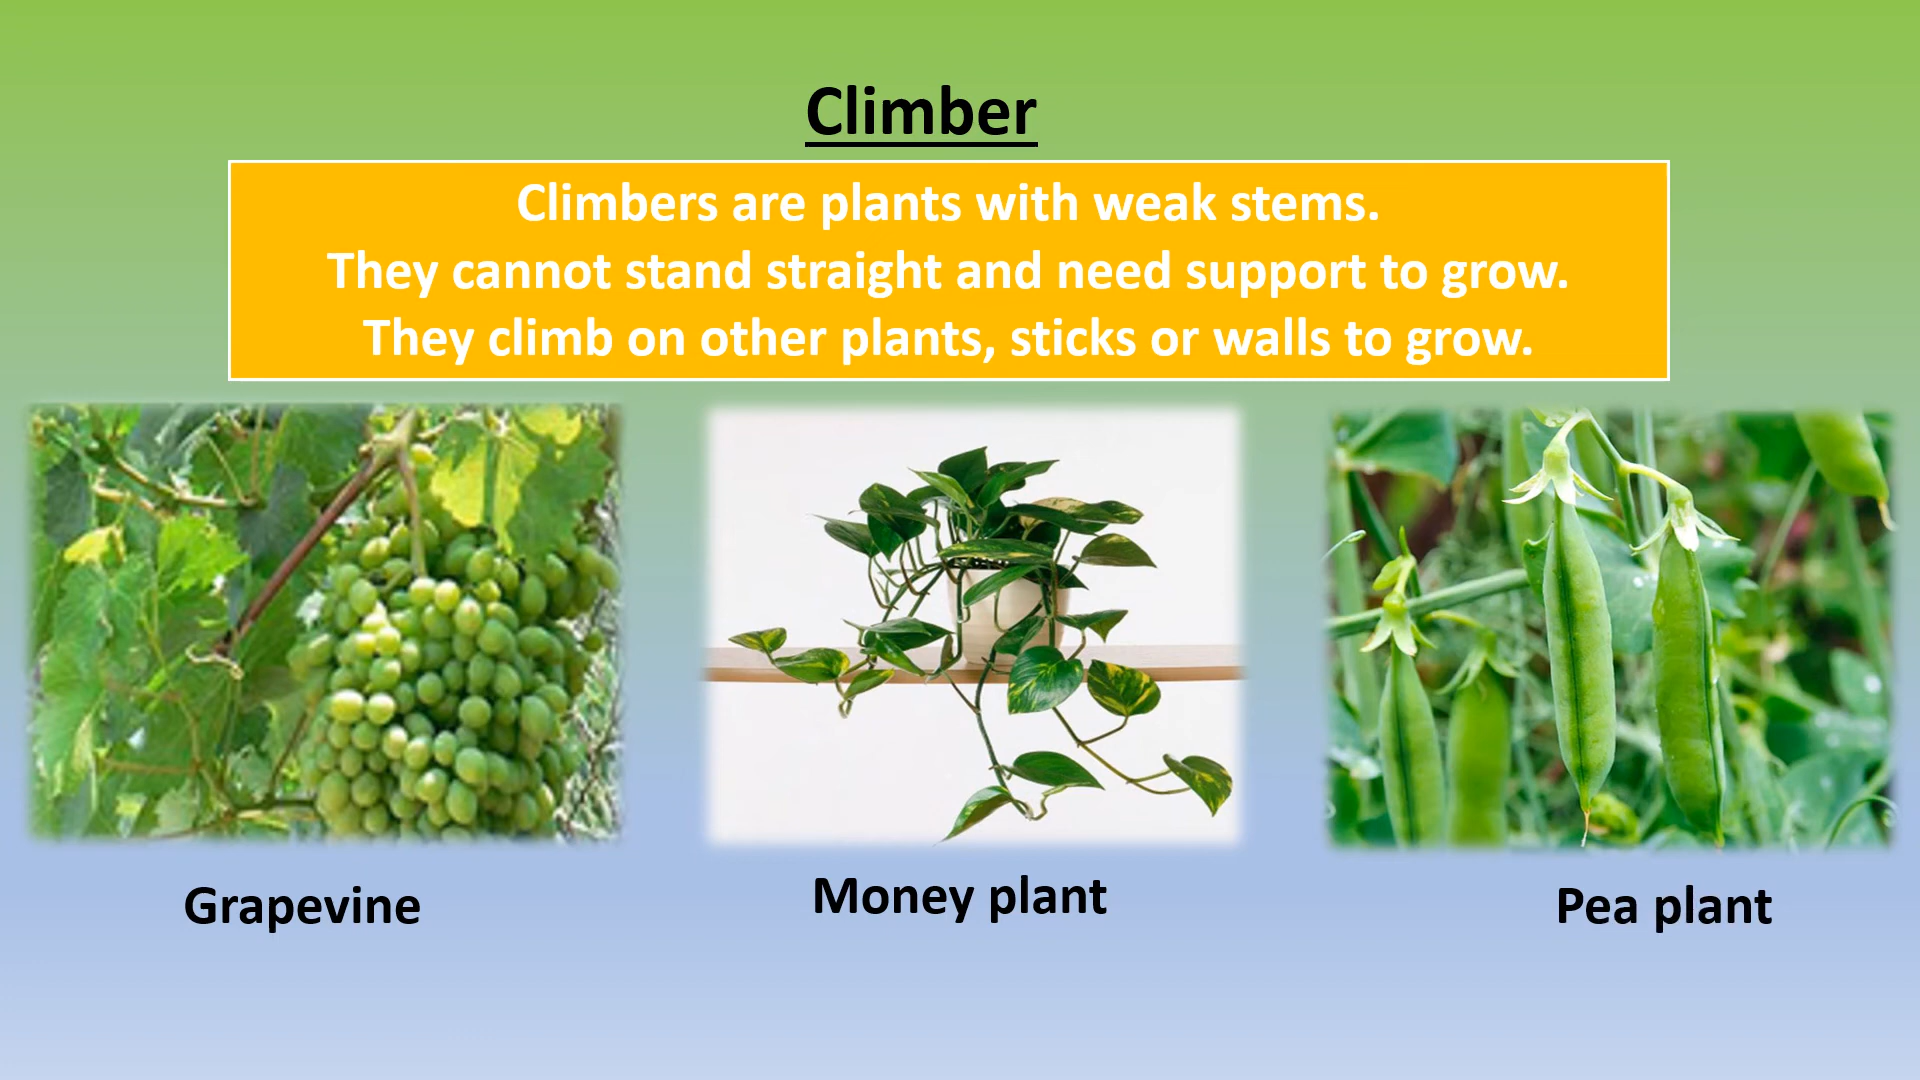 Climber
Climbers are plants with weak stems.
They cannot stand straight and need support to grow.
They climb on other plants, sticks or walls to grow.
Grapevine
Money plant
Pea plant